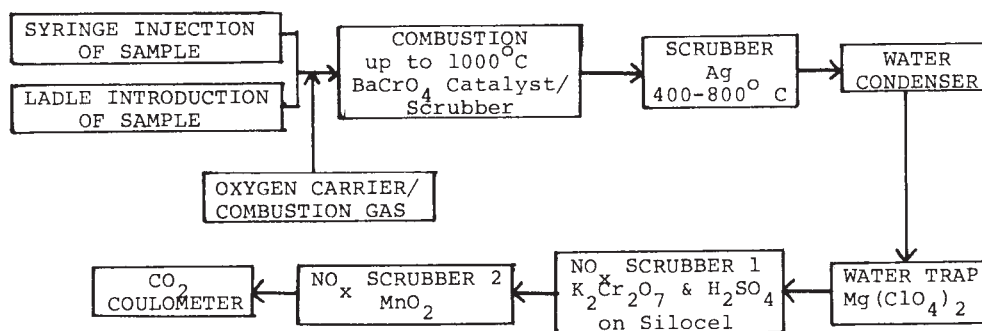 SYRINGE INJECTION
OF SAMPLE
LADLE INTRODUCTION
OF SAMPLE
OXYGEN CARRIER/
COMBUSTION GAS
COMBUSTION
up to 1000°C
BaCrO4 Catalyst/
Scrubber
SCRUBBER
Ag
400-800° C
WATER
CONDENSER
WATER TRAP
Mg(ClO4)2
NOx SCRUBBER 1
K2Cr2O7 & H2SO4
on Silocel
NOx SCRUBBER 2
MnO2
CO2
COULOMETER